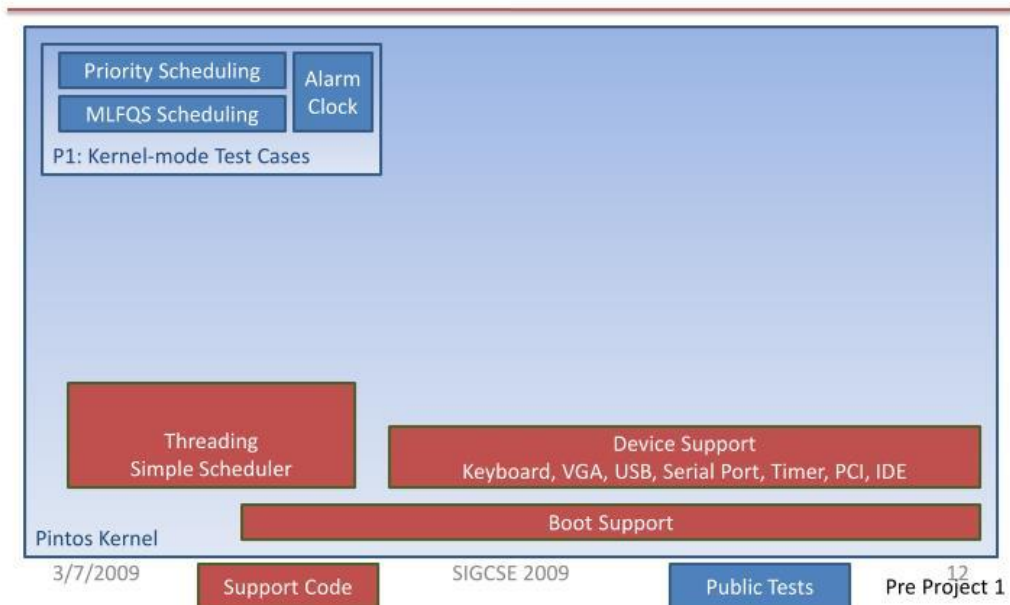 Priority Scheduling
MLFQS Scheduling
Alarm
Clock
P1: Kernel-mode Test Cases
Threading
Simple Scheduler
Device Support
Keyboard, VGA, USB, Serial Port, Timer, PCI, IDE
Boot Support
Pintos Kernel
3/7/2009
SIGCSE 2009
12
Support Code
Public Tests
Pre Project 1